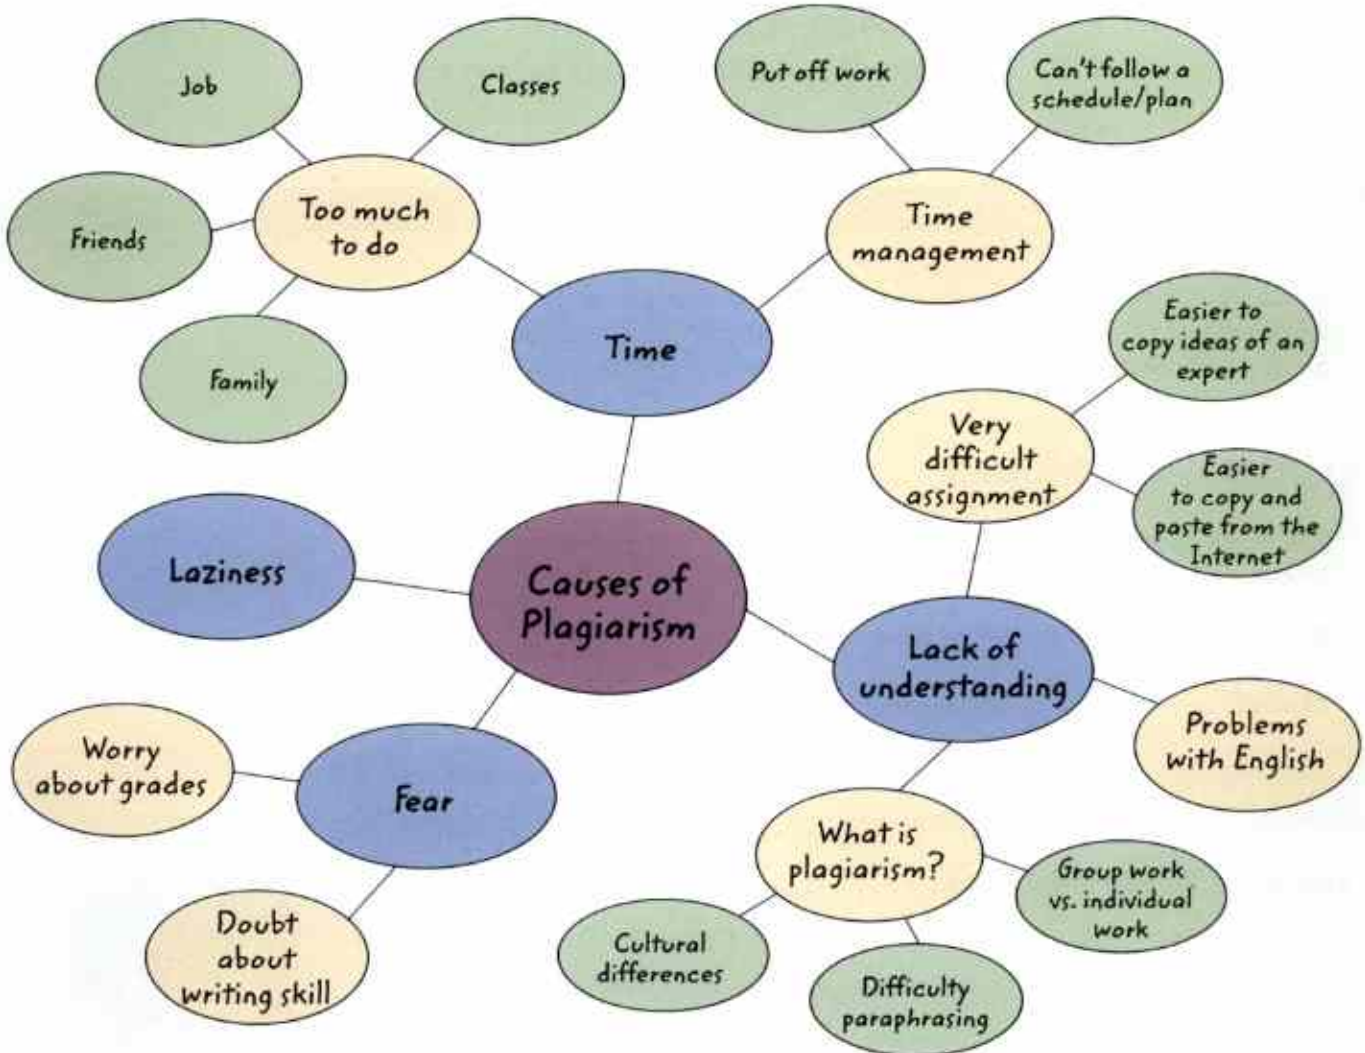 Job
Classes
Put off work
Can't follow a
schedule/plan
Friends
Too much
to do
Time
management
Family
Time
Easier to
copy ideas of an
expert
Very
difficult
assignment
Easier
to copy and
paste from the
Internet
Laziness
Causes of
Plagiarism
Lack of
understanding
Problems
with English
Worry
about grades
Fear
What is
plagiarism?
Group work
vs. individual
work
Doubt
about
writing skill
Cultural
differences
Difficulty
paraphrasing